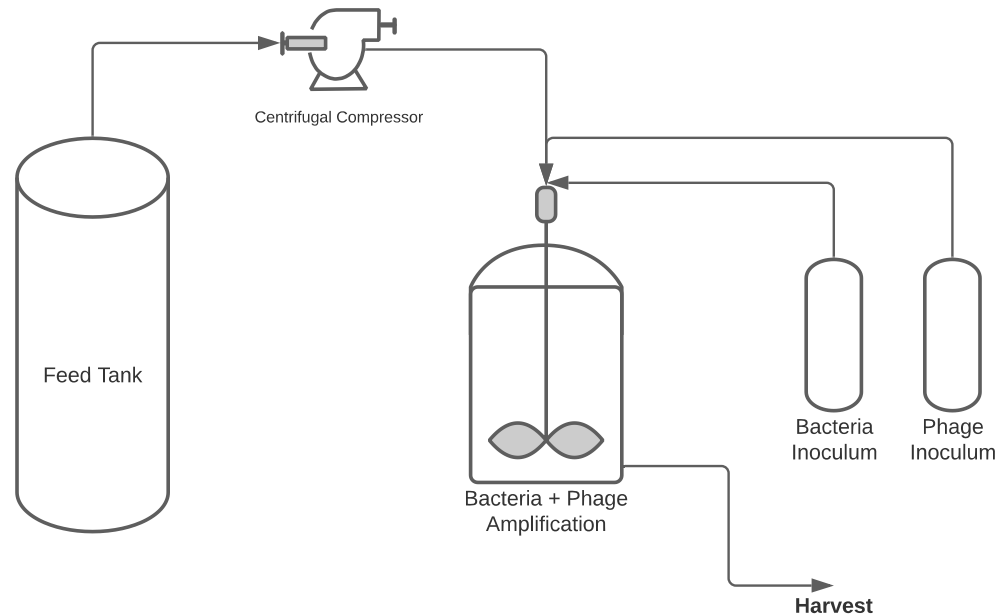 Centrifugal Compressor
Feed Tank
Bacteria
Inoculum
Phage
Inoculum
Bacteria + Phage
Amplification
Harvest